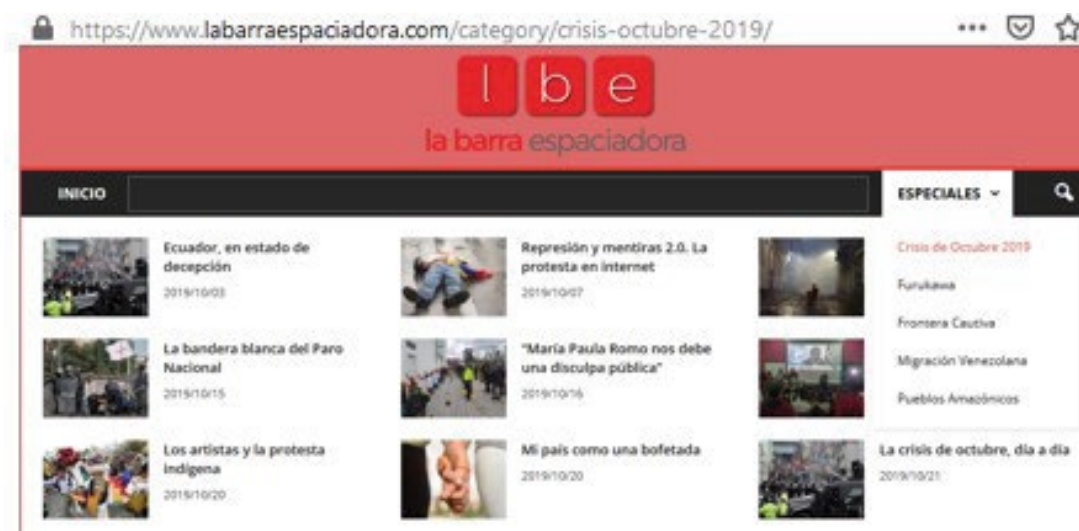 https://www.labarraespaciadora.com/category/crisis-octubre-2019/
l b e
la barra espaciadora
INICIO
ESPECIALES
Ecuador, en estado de
decepción
2019/10/03
Represión y mentiras 2.0. La
protesta en internet
2019/10/07
Crisis de Octubre 2019
Furukawa
Frontera Cautiva
Migración Venezolana
Pueblos Amazónicos
La bandera blanca del Paro
Nacional
2019/10/15
"María Paula Romo nos debe
una disculpa pública"
2019/10/16
Los artistas y la protesta
indígena
2019/10/20
Mi país como una bofetada
2019/10/20
La crisis de octubre, día a día
2019/10/21